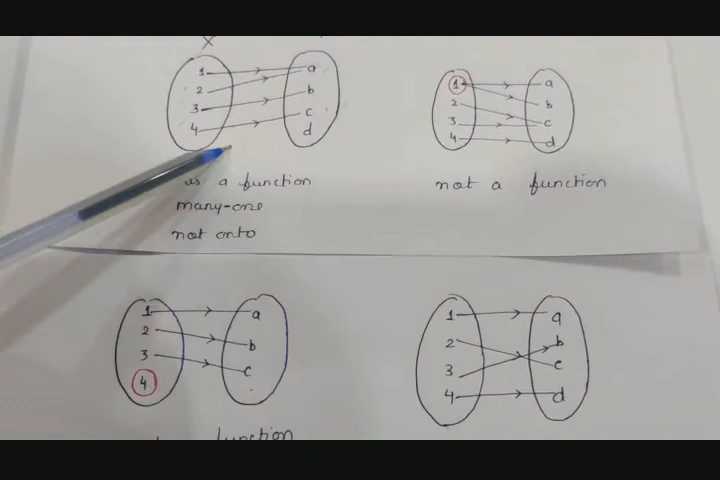 X
1 a
2 b
3 c
4 d
is a function
many-one
not onto
1 a
2 b
3 c
4 d
not a function
1 a
2 b
3 c
4
function
1 a
2 b
3 c
4 d